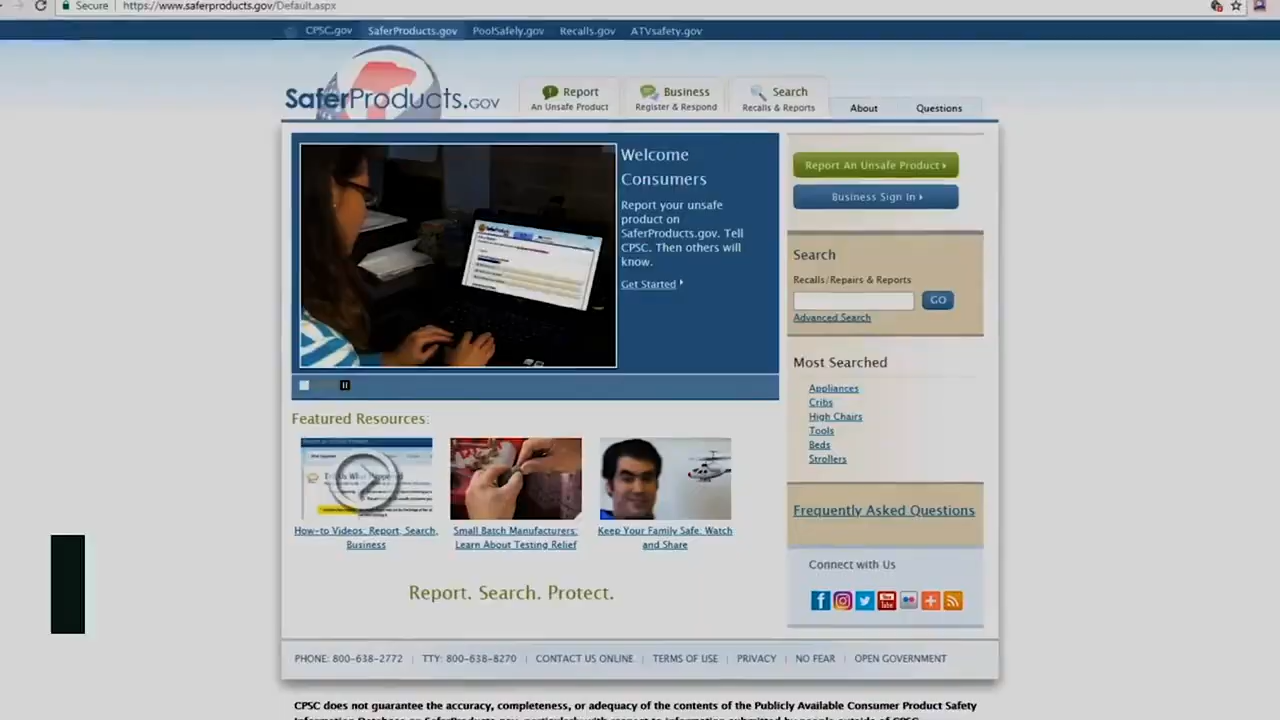 Secure
https://www.saferproducts.gov/Default.aspx
CPSC.gov SaferProducts.gov PoolSafely.gov Recalls.gov ATVsafety.gov
SaferProducts.Gov
Report
An Unsafe Product
Business
Register & Respond
Search
Recalls & Reports
About
Questions
Welcome
Consumers
Report your unsafe
product on
SaferProducts.gov. Tell
CPSC. Then others will
know.
Get Started
Report An Unsafe Product
Business Sign In
Search
Recalls/Repairs & Reports
GO
Advanced Search
Most Searched
Appliances
Cribs
High Chairs
Tools
Beds
Strollers
Featured Resources:
How-to Videos: Report, Search,
Business
Small Batch Manufacturers:
Learn About Testing Relief
Keep Your Family Safe. Watch
and Share
Report. Search. Protect.
Frequently Asked Questions
Connect with Us
PHONE: 800-638-2772 | TTY: 800-638-8270 | CONTACT US ONLINE | TERMS OF USE | PRIVACY | NO FEAR | OPEN GOVERNMENT
CPSC does not guarantee the accuracy, completeness, or adequacy of the contents of the Publicly Available Consumer Product Safety